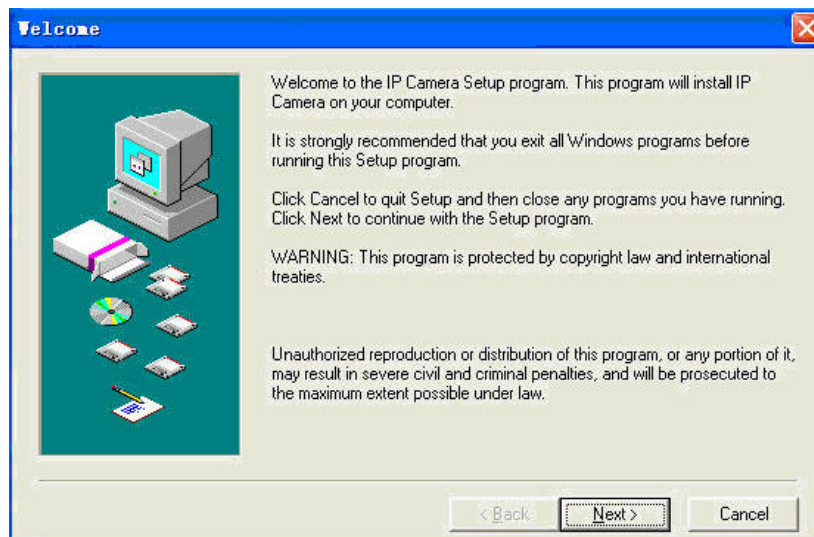 Welcome
Welcome to the IP Camera Setup program. This program will install IP
Camera on your computer.
It is strongly recommended that you exit all Windows programs before
running this Setup program.
Click Cancel to quit Setup and then close any programs you have running.
Click Next to continue with the Setup program.
WARNING: This program is protected by copyright law and international
treaties.
Unauthorized reproduction or distribution of this program, or any portion of it,
may result in severe civil and criminal penalties, and will be prosecuted to
the maximum extent possible under law.
< Back Next > Cancel